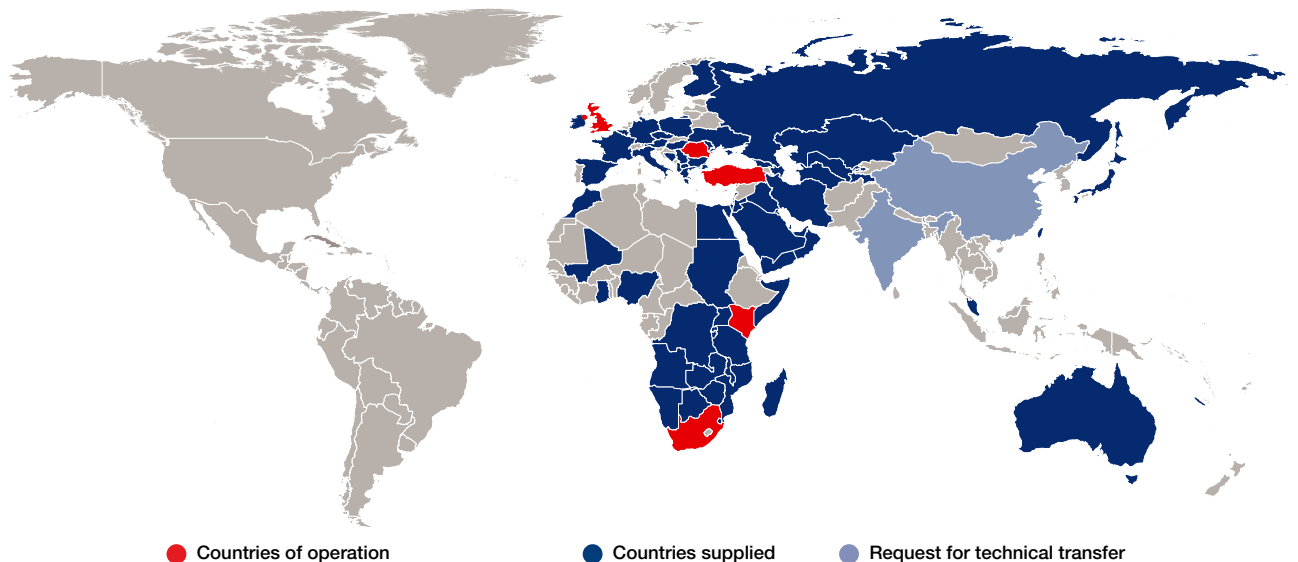 Countries of operation
Countries supplied
Request for technical transfer